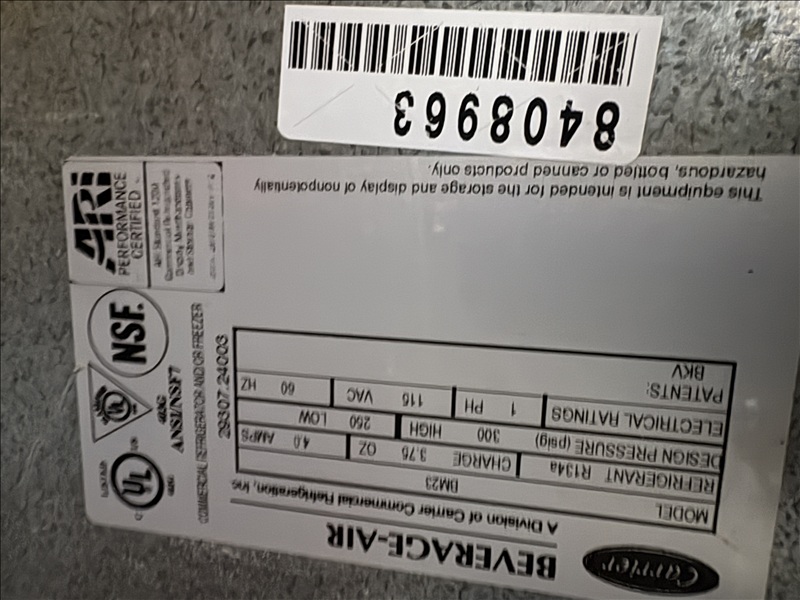 Carrier
BEVERAGE-AIR
A Division of Carrier Commercial Refrigeration, Inc.
MODEL BM23
REFRIGERANT R134a CHARGE 3.75 OZ 4.0 AMPS
DESIGN PRESSURE (psig) 300 HIGH 250 LOW
ELECTRICAL RATINGS 1 PH 115 VAC 60 HZ
PATENTS:
BKV
This equipment is intended for the storage and display of nonpotentially
hazardous, bottled or canned products only.
8408963
UL
UL
NSF
ANSI/NSF7
COMMERCIAL REFRIGERATOR AND/OR FREEZER
29307 24003
ARI
PERFORMANCE
CERTIFIED